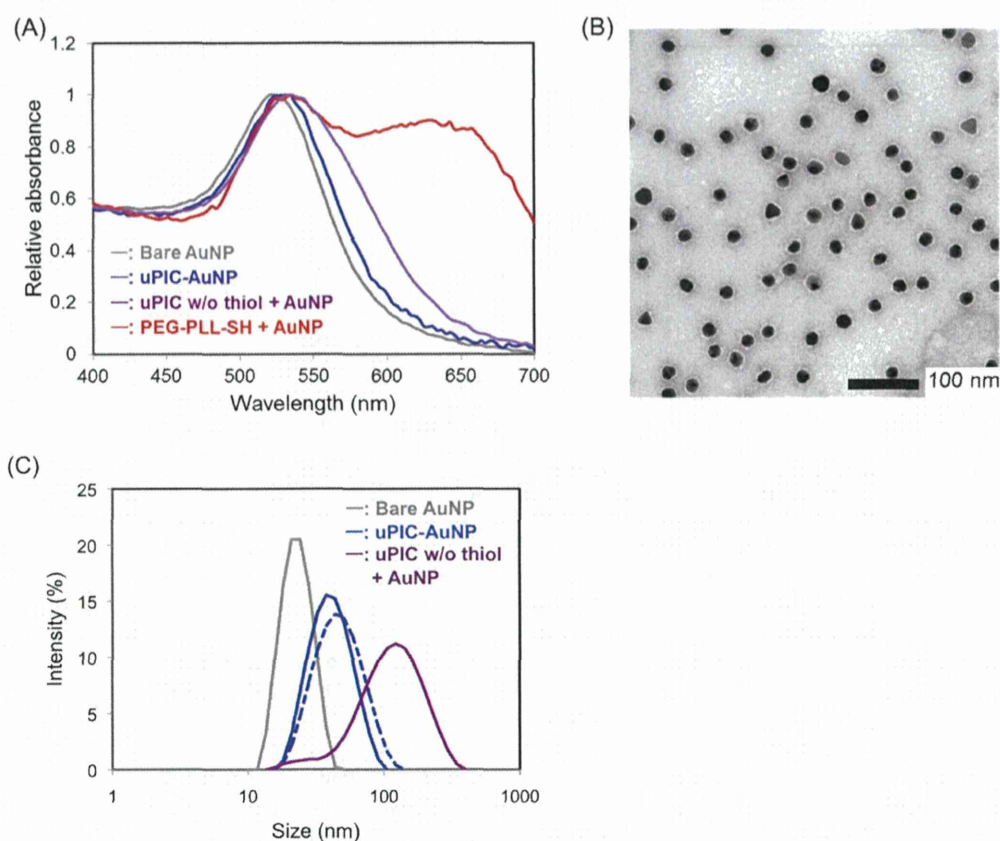 (A)
1.2
1
0.8
0.6
0.4
0.2
0
Relative absorbance
—: Bare AuNP
—: uPIC-AuNP
—: uPIC w/o thiol + AuNP
—: PEG-PLL-SH + AuNP
400 450 500 550 600 650 700
Wavelength (nm)
(B)
100 nm
(C)
25
20
15
10
5
0
Intensity (%)
—: Bare AuNP
—: uPIC-AuNP
—: uPIC w/o thiol
+ AuNP
1 10 100 1000
Size (nm)